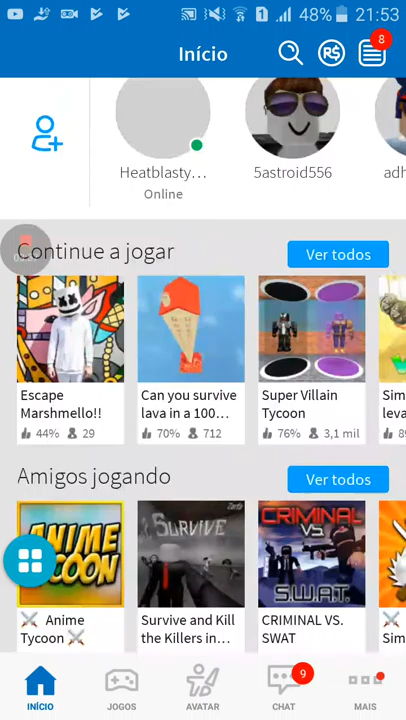 48% 21:53
Início
R$
8
Heatblasty... 5astroid556 adh
Online
Continue a jogar Ver todos
Escape Marshmello!!
44% 29
Can you survive lava in a 100...
70% 712
Super Villain Tycoon
76% 3,1 mil
Sim
leva
Amigos jogando Ver todos
ANIME
TYCOON
SURVIVE
CRIMINAL
VS.
S.W.A.T.
⚔️ Anime Tycoon ⚔️
Survive and Kill the Killers in...
CRIMINAL VS. SWAT
⚔️
Sim
INÍCIO JOGOS AVATAR CHAT 9 MAIS